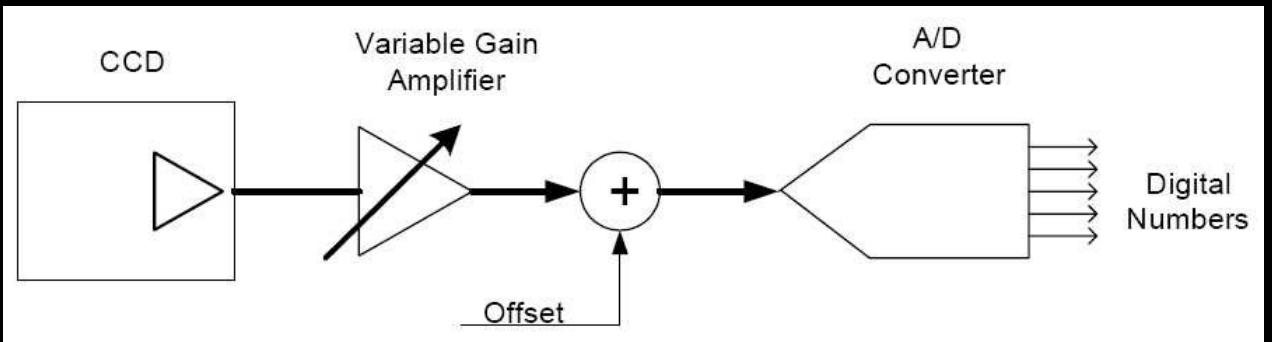 CCD
Variable Gain
Amplifier
A/D
Converter
+
Offset
Digital
Numbers